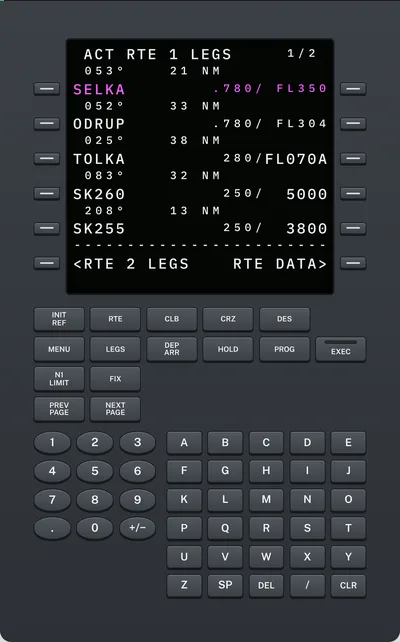 ACT RTE 1 LEGS 1/2
053° 21 NM
SELKA .780/ FL350
052° 33 NM
ODRUP .780/ FL304
025° 38 NM
TOLKA 280/FL070A
083° 32 NM
SK260 250/ 5000
208° 13 NM
SK255 250/ 3800
--------------------------
<RTE 2 LEGS RTE DATA>
INIT REF RTE CLB CRZ DES
MENU LEGS DEP ARR HOLD PROG EXEC
N1 LIMIT FIX
PREV PAGE NEXT PAGE
1 2 3 A B C D E
4 5 6 F G H I J
7 8 9 K L M N O
. 0 +/− P Q R S T
U V W X Y
Z SP DEL / CLR